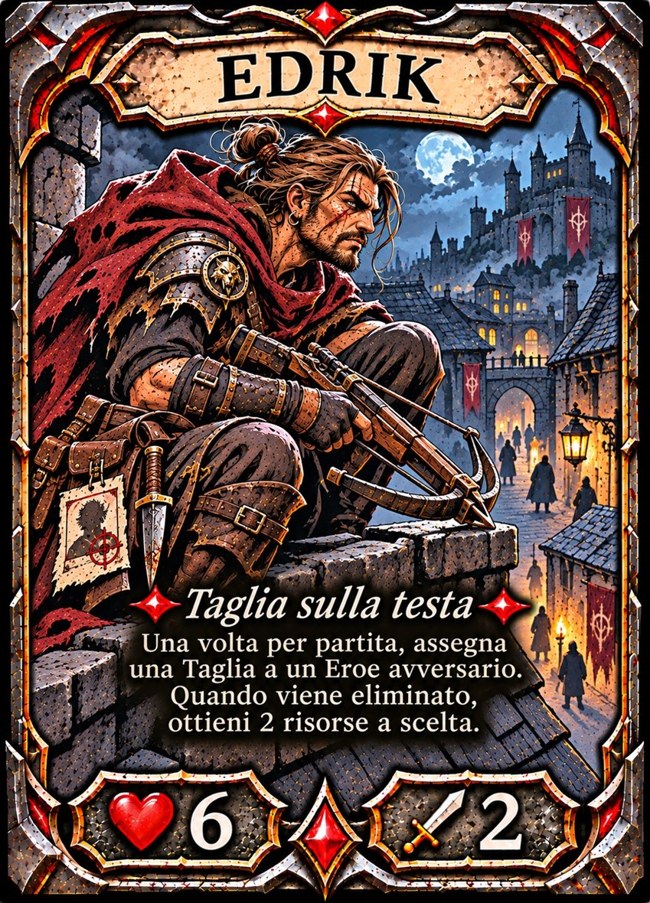 EDRIK
Taglia sulla testa
Una volta per partita, assegna
una Taglia a un Eroe avversario.
Quando viene eliminato,
ottieni 2 risorse a scelta.
6
2